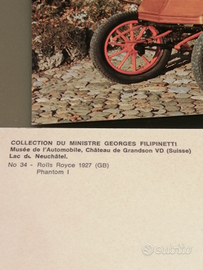 COLLECTION DU MINISTRE GEORGES FILIPINETTI
Musée de l'Automobile, Château de Grandson VD (Suisse)
Lac de Neuchâtel.
No 34 - Rolls Royce 1927 (GB)
Phantom I
subito